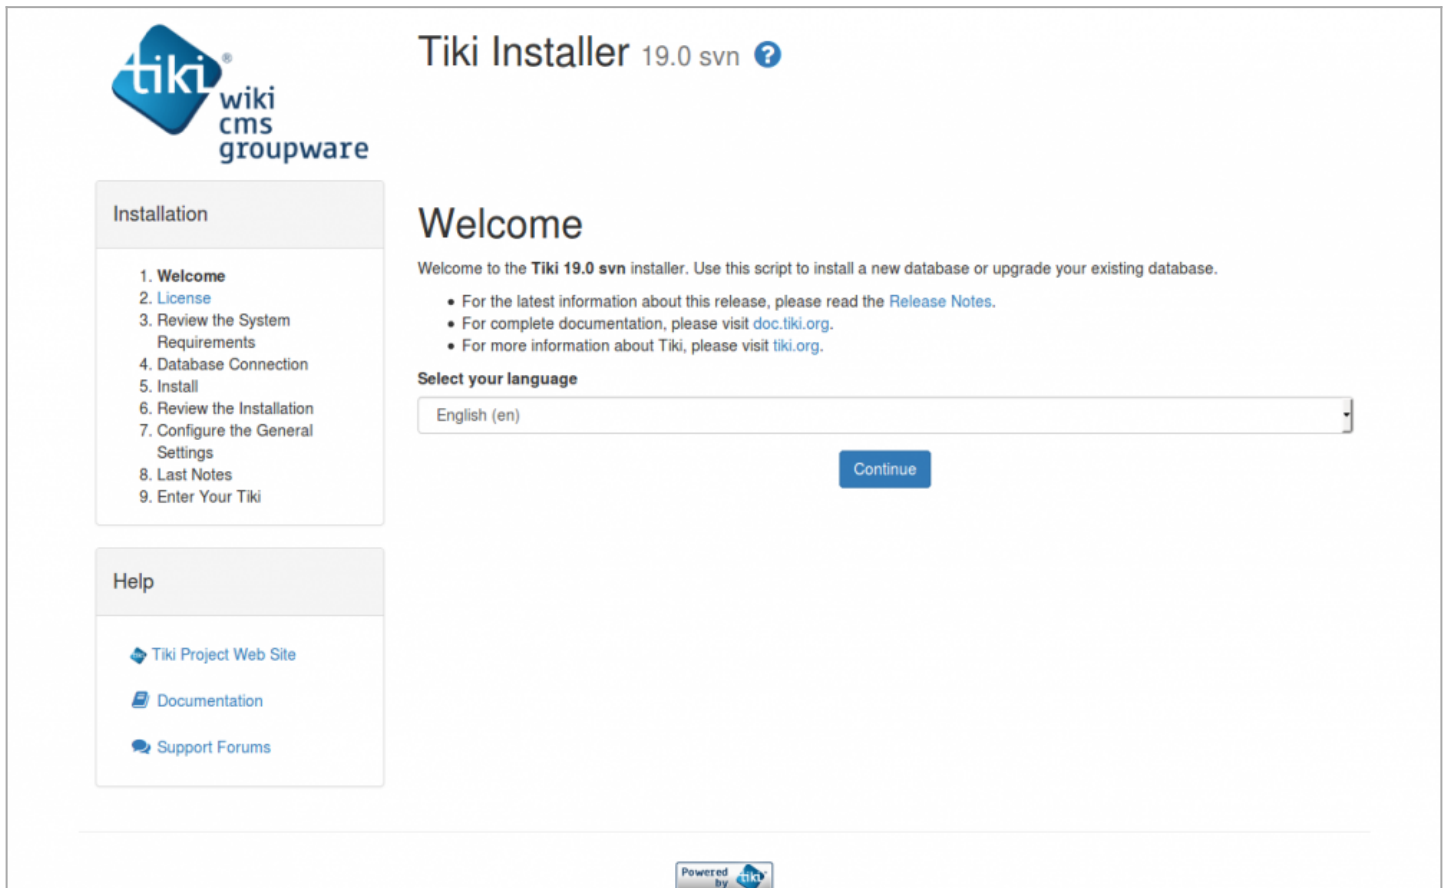 tiki®
wiki
cms
groupware
Tiki Installer 19.0 svn ?
Installation
1. Welcome
2. License
3. Review the System
Requirements
4. Database Connection
5. Install
6. Review the Installation
7. Configure the General
Settings
8. Last Notes
9. Enter Your Tiki
Help
Tiki Project Web Site
Documentation
Support Forums
Welcome
Welcome to the Tiki 19.0 svn installer. Use this script to install a new database or upgrade your existing database.
• For the latest information about this release, please read the Release Notes.
• For complete documentation, please visit doc.tiki.org.
• For more information about Tiki, please visit tiki.org.
Select your language
English (en)
Continue
Powered
by tiki